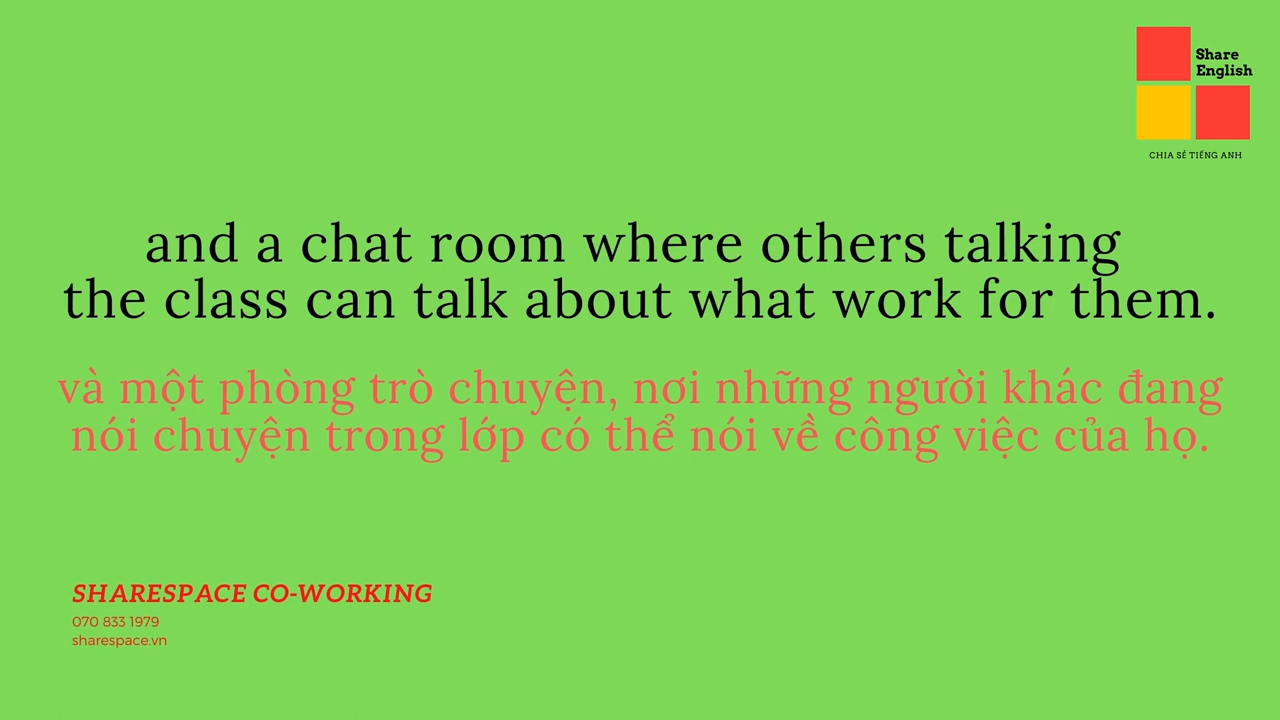 Share
English
CHIA SẺ TIẾNG ANH
and a chat room where others talking
the class can talk about what work for them.
và một phòng trò chuyện, nơi những người khác đang
nói chuyện trong lớp có thể nói về công việc của họ.
SHARESPACE CO-WORKING
070 833 1979
sharespace.vn